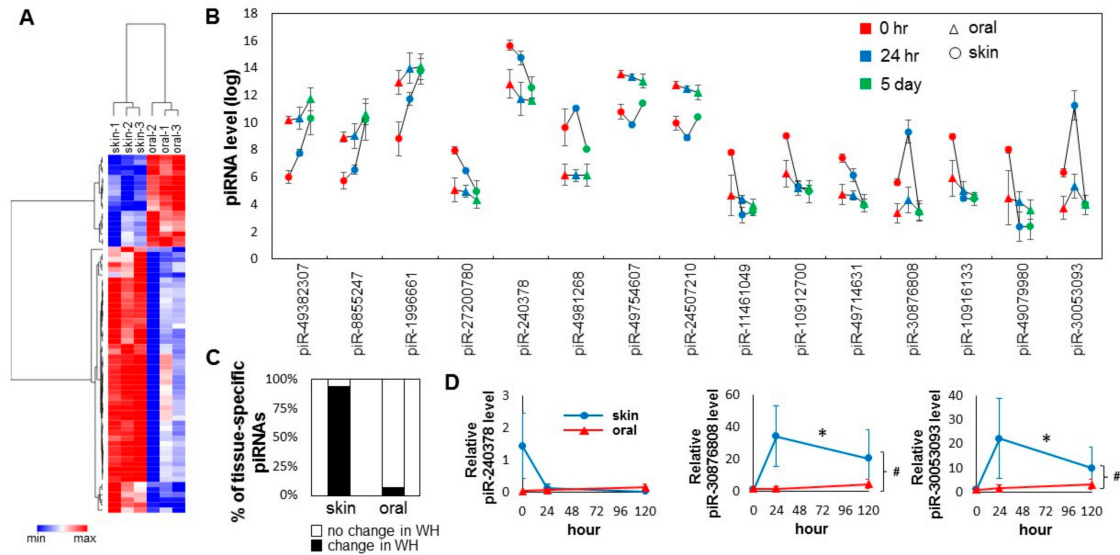 A
skin-1
skin-2
skin-3
oral-2
oral-1
oral-3
min max
B
piRNA level (log)
18
16
14
12
10
8
6
4
2
0
0 hr
24 hr
5 day
oral
skin
piR-49382307
piR-8855247
piR-19966661
piR-27200780
piR-240378
piR-4981268
piR-49754607
piR-24507210
piR-11461049
piR-10912700
piR-49714631
piR-30876808
piR-10916133
piR-49079980
piR-30053093
C
% of tissue-specific
piRNAs
100%
75%
50%
25%
0%
skin oral
no change in WH
change in WH
D
Relative
piR-240378 level
3
2
1
0
skin
oral
0 24 48 72 96 120
hour
Relative
piR-30876808 level
60
40
20
0
*
#
0 24 48 72 96 120
hour
Relative
piR-30053093 level
40
30
20
10
0
*
#
0 24 48 72 96 120
hour